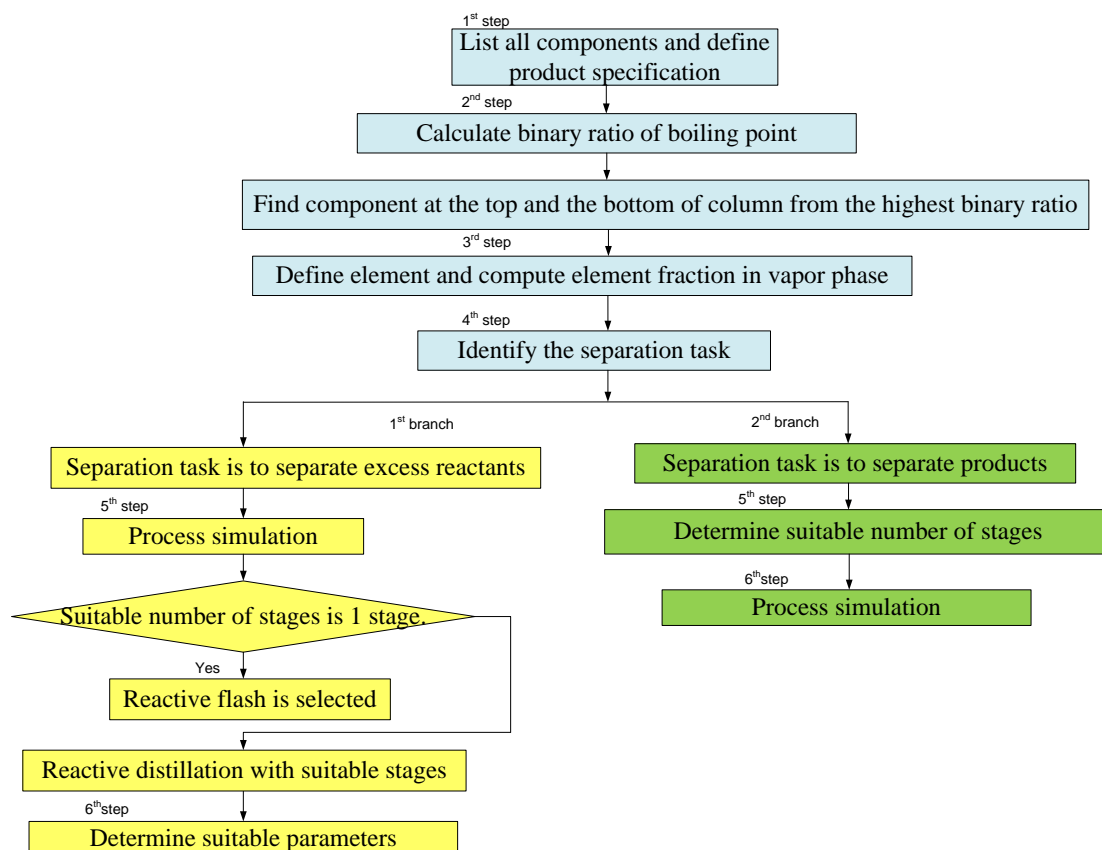 1st step
List all components and define
product specification
2nd step
Calculate binary ratio of boiling point
Find component at the top and the bottom of column from the highest binary ratio
3rd step
Define element and compute element fraction in vapor phase
4th step
Identify the separation task
1st branch
Separation task is to separate excess reactants
5th step
Process simulation
Suitable number of stages is 1 stage.
Yes
Reactive flash is selected
Reactive distillation with suitable stages
6thstep
Determine suitable parameters
2nd branch
Separation task is to separate products
5th step
Determine suitable number of stages
6thstep
Process simulation